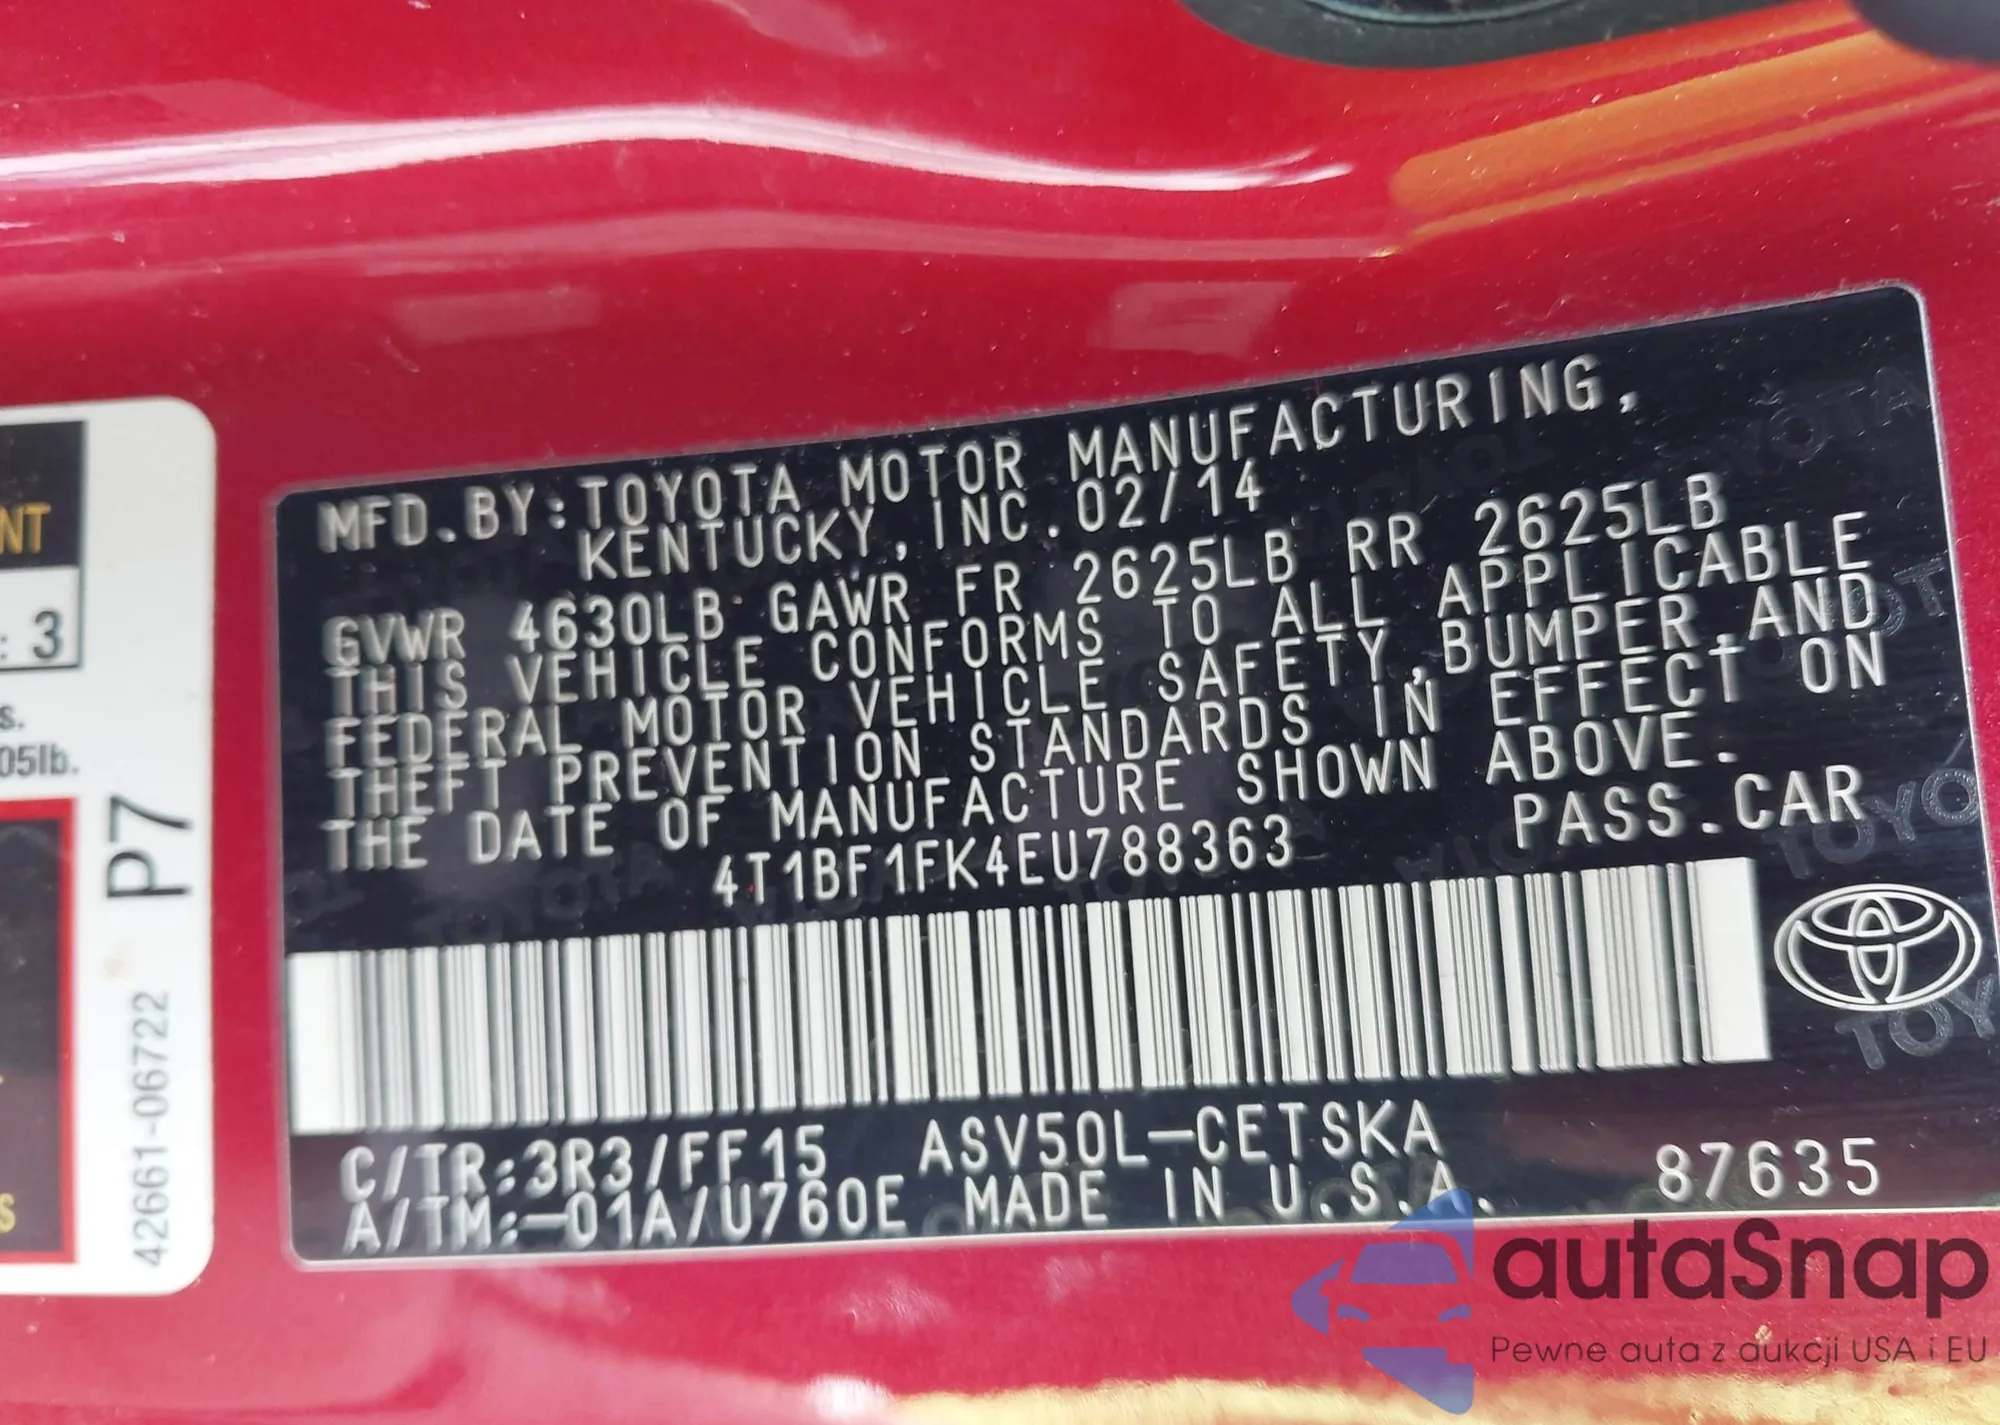 NT
: 3
s.
05lb.
S
P7
42661-06722
MFD.BY:TOYOTA MOTOR MANUFACTURING,
KENTUCKY,INC.02/14
GVWR 4630LB GAWR FR 2625LB RR 2625LB
THIS VEHICLE CONFORMS TO ALL APPLICABLE
FEDERAL MOTOR VEHICLE SAFETY,BUMPER,AND
THEFT PREVENTION STANDARDS IN EFFECT ON
THE DATE OF MANUFACTURE SHOWN ABOVE.
4T1BF1FK4EU788363 PASS.CAR
C/TR:3R3/FF15 ASV50L-CETSKA
A/TM:-01A/U760E MADE IN U.S.A. 87635
autaSnap
Pewne auta z aukcji USA i EU